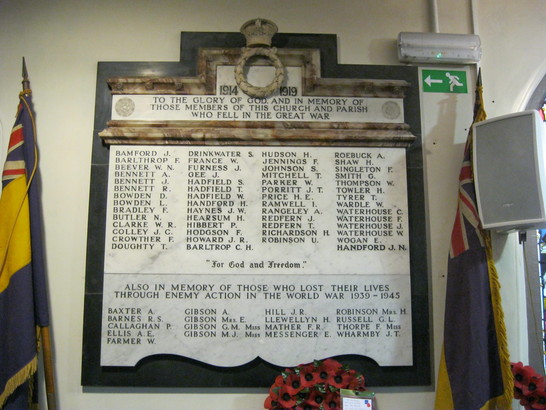 1914 1919
TO THE GLORY OF GOD AND IN MEMORY OF
THOSE MEMBERS OF THIS CHURCH AND PARISH
WHO FELL IN THE GREAT WAR
BAMFORD J.
BARLTHROP F.
BEEVER W. N.
BENNETT A.
BENNETT J.
BENNETT R.
BOWDEN D.
BOWDEN L.
BRADLEY F.
BUTLER N.
CLARKE W. R.
COLLEY J. C.
CROWTHER F.
DOUGHTY T.
DRINKWATER S.
FRANCE W.
FURNESS J.
GEE J.
HADFIELD S.
HADFIELD T.
HADFIELD W.
HANDFORD H.
HAYNES J. W.
HEARSUM H.
HIBBERT P.
HODGSON F.
HOWARD J. R.
BARLTROP C. H.
HUDSON H.
JENNINGS F.
JOHNSON S.
MITCHELL T.
PARKER W.
PORRITT J. T.
PRICE H. E.
RAMWELL I.
RANGELEY A.
REDFERN J.
REDFERN T.
RICHARDSON H.
ROBINSON U.
ROEBUCK A.
SHAW H.
SINGLETON F.
SMITH G.
THOMPSON W.
TOWLER H.
TYRER T.
WARDLE W.
WATERHOUSE C.
WATERHOUSE F.
WATERHOUSE J.
WATERHOUSE W.
WOGAN E.
HANDFORD J. N.
"For God and Freedom."
ALSO IN MEMORY OF THOSE WHO LOST THEIR LIVES
THROUGH ENEMY ACTION IN THE WORLD WAR 1939 - 1945
BAXTER A.
BARNES R.S.
CALLAGHAN P.
ELLIS A.E.
FARMER W.
GIBSON A.
GIBSON MRS. E.
GIBSON G.M. MISS
GIBSON M.J. MISS
HILL J.R.
LLEWELLYN H.
MATHER F.R.
MESSENGER E.
ROBINSON MRS. H.
RUSSELL G.L.
THORPE F. MISS
WHARMBY J.T.